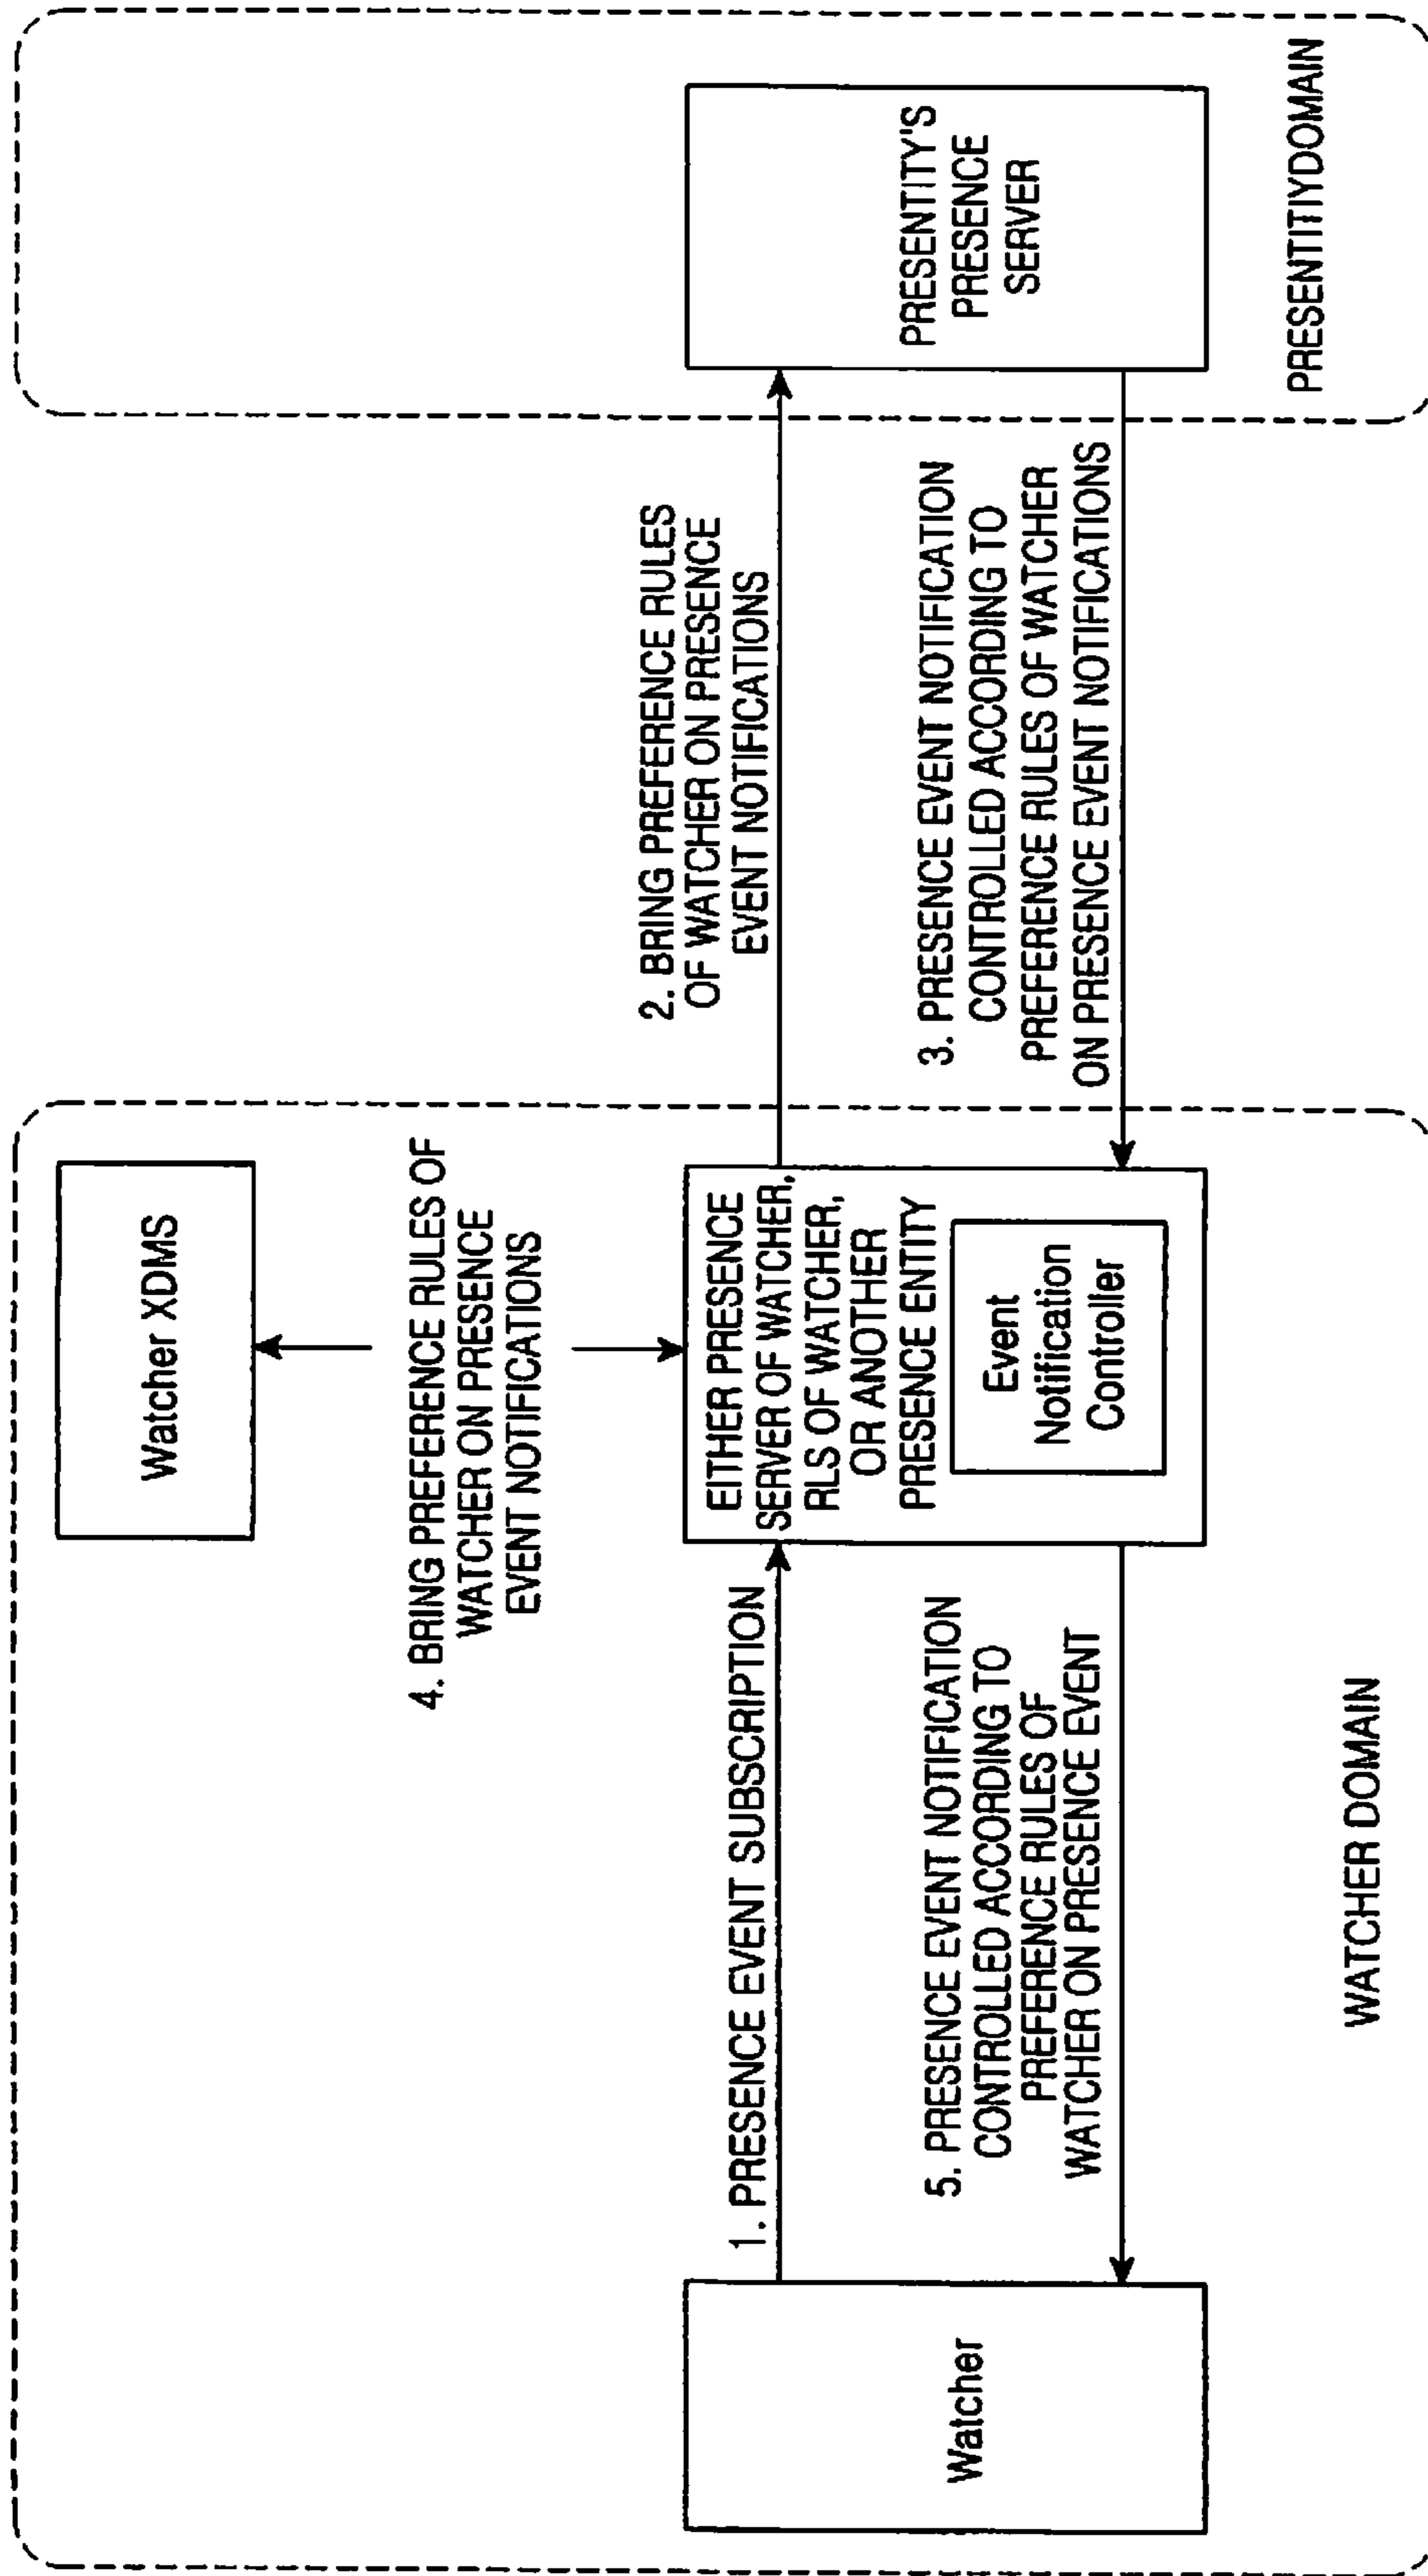 Watcher XDMS
4. BRING PREFERENCE RULES OF
WATCHER ON PRESENCE
EVENT NOTIFICATIONS
Watcher
1. PRESENCE EVENT SUBSCRIPTION
5. PRESENCE EVENT NOTIFICATION
CONTROLLED ACCORDING TO
PREFERENCE RULES OF
WATCHER ON PRESENCE EVENT
EITHER PRESENCE
SERVER OF WATCHER,
RLS OF WATCHER,
OR ANOTHER
PRESENCE ENTITY
Event
Notification
Controller
WATCHER DOMAIN
2. BRING PREFERENCE RULES
OF WATCHER ON PRESENCE
EVENT NOTIFICATIONS
3. PRESENCE EVENT NOTIFICATION
CONTROLLED ACCORDING TO
PREFERENCE RULES OF WATCHER
ON PRESENCE EVENT NOTIFICATIONS
PRESENTITY'S
PRESENCE
SERVER
PRESENTITIYDOMAIN